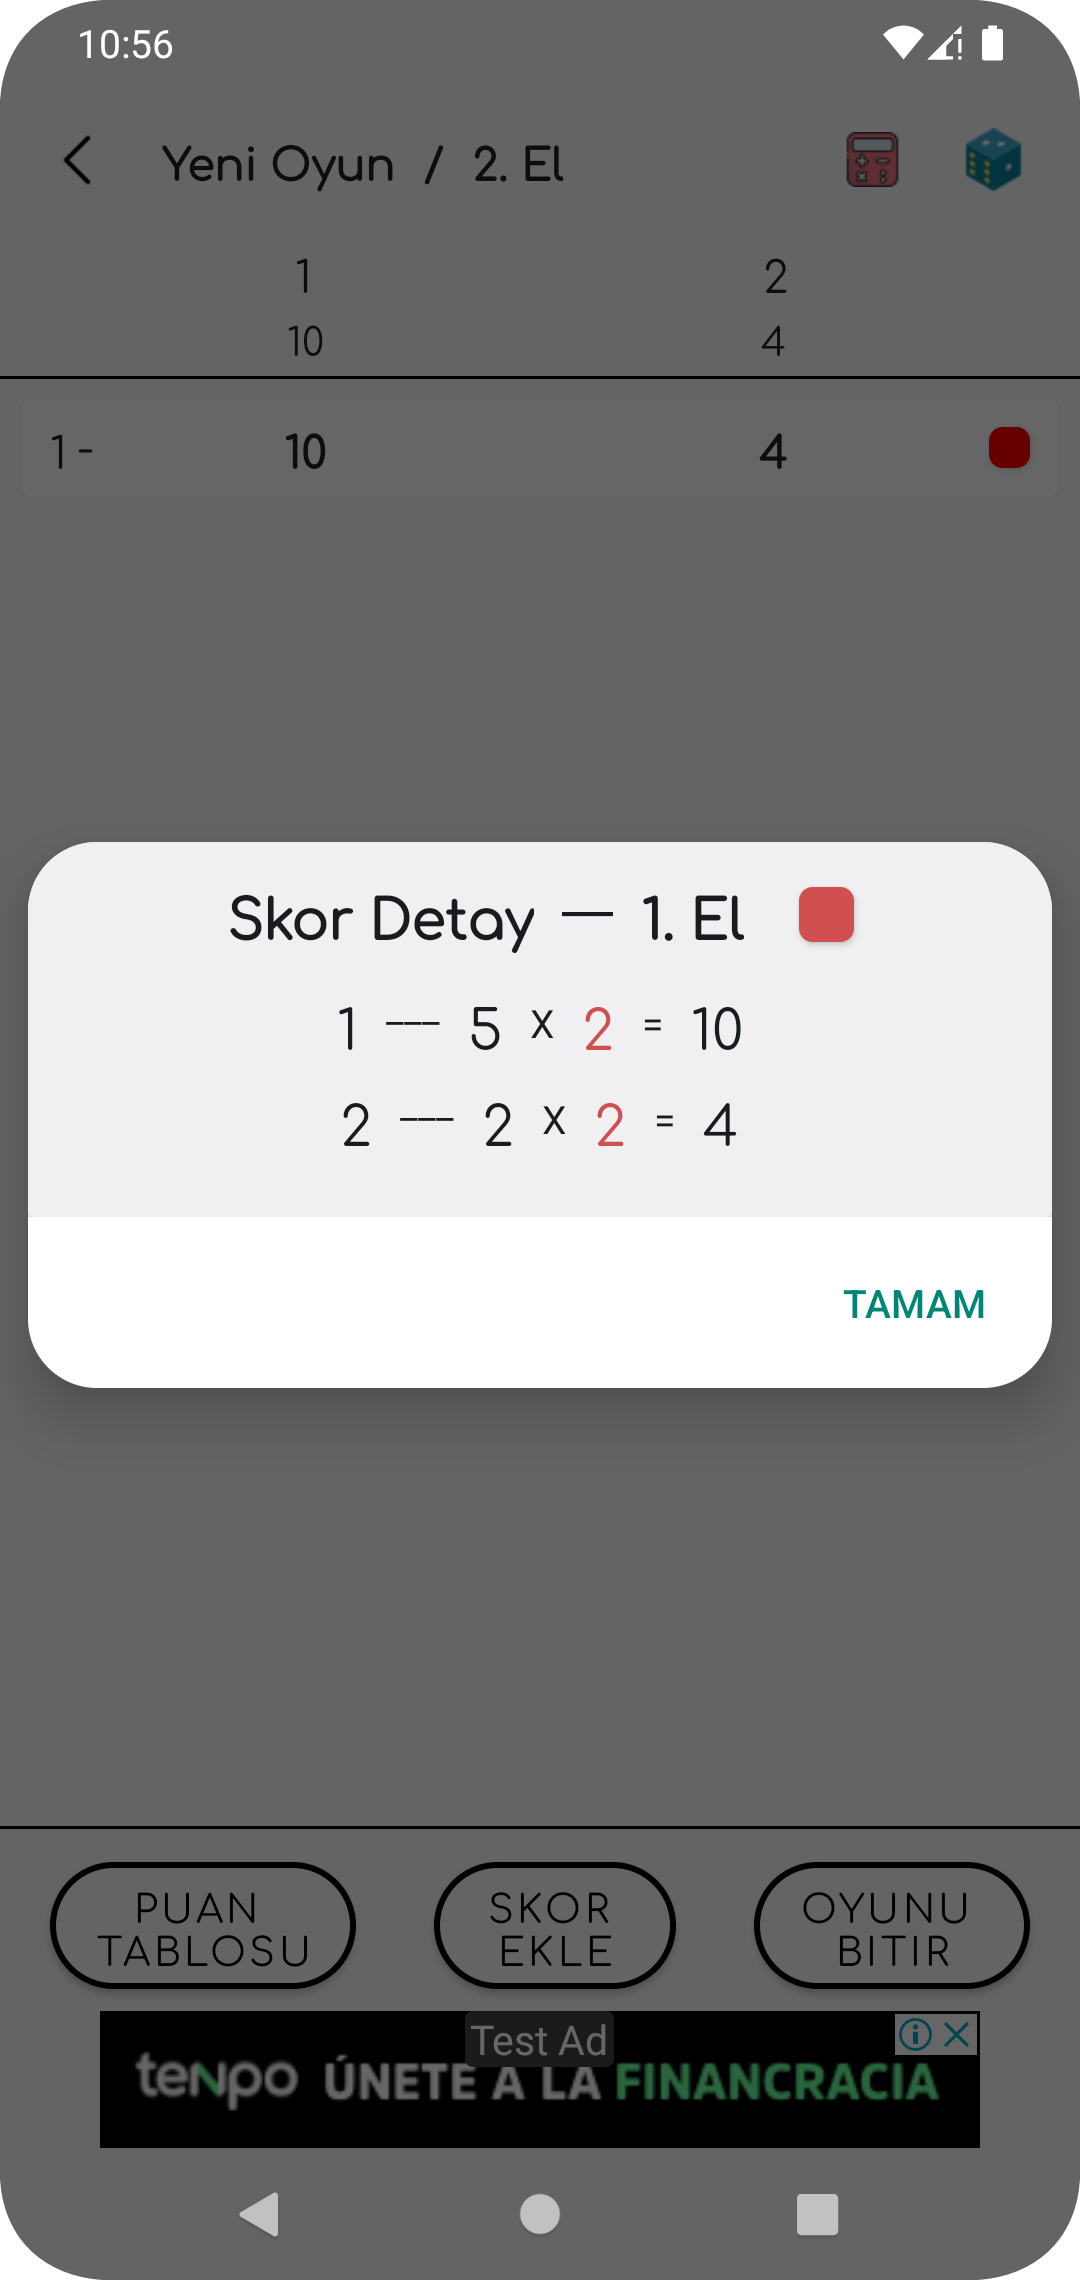 10:56
Yeni Oyun / 2. El
1 2
10 4
1 - 10 4
Skor Detay — 1. El
1 --- 5 X 2 = 10
2 --- 2 X 2 = 4
TAMAM
PUAN TABLOSU
SKOR EKLE
OYUNU BITIR
Test Ad
tenpo ÚNETE A LA FINANCRACIA